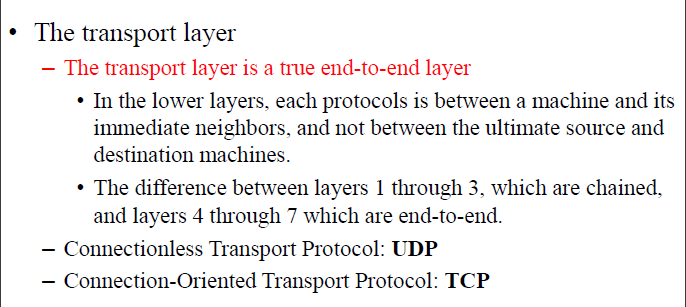 • The transport layer
– The transport layer is a true end-to-end layer
• In the lower layers, each protocols is between a machine and its
immediate neighbors, and not between the ultimate source and
destination machines.
• The difference between layers 1 through 3, which are chained,
and layers 4 through 7 which are end-to-end.
– Connectionless Transport Protocol: UDP
– Connection-Oriented Transport Protocol: TCP